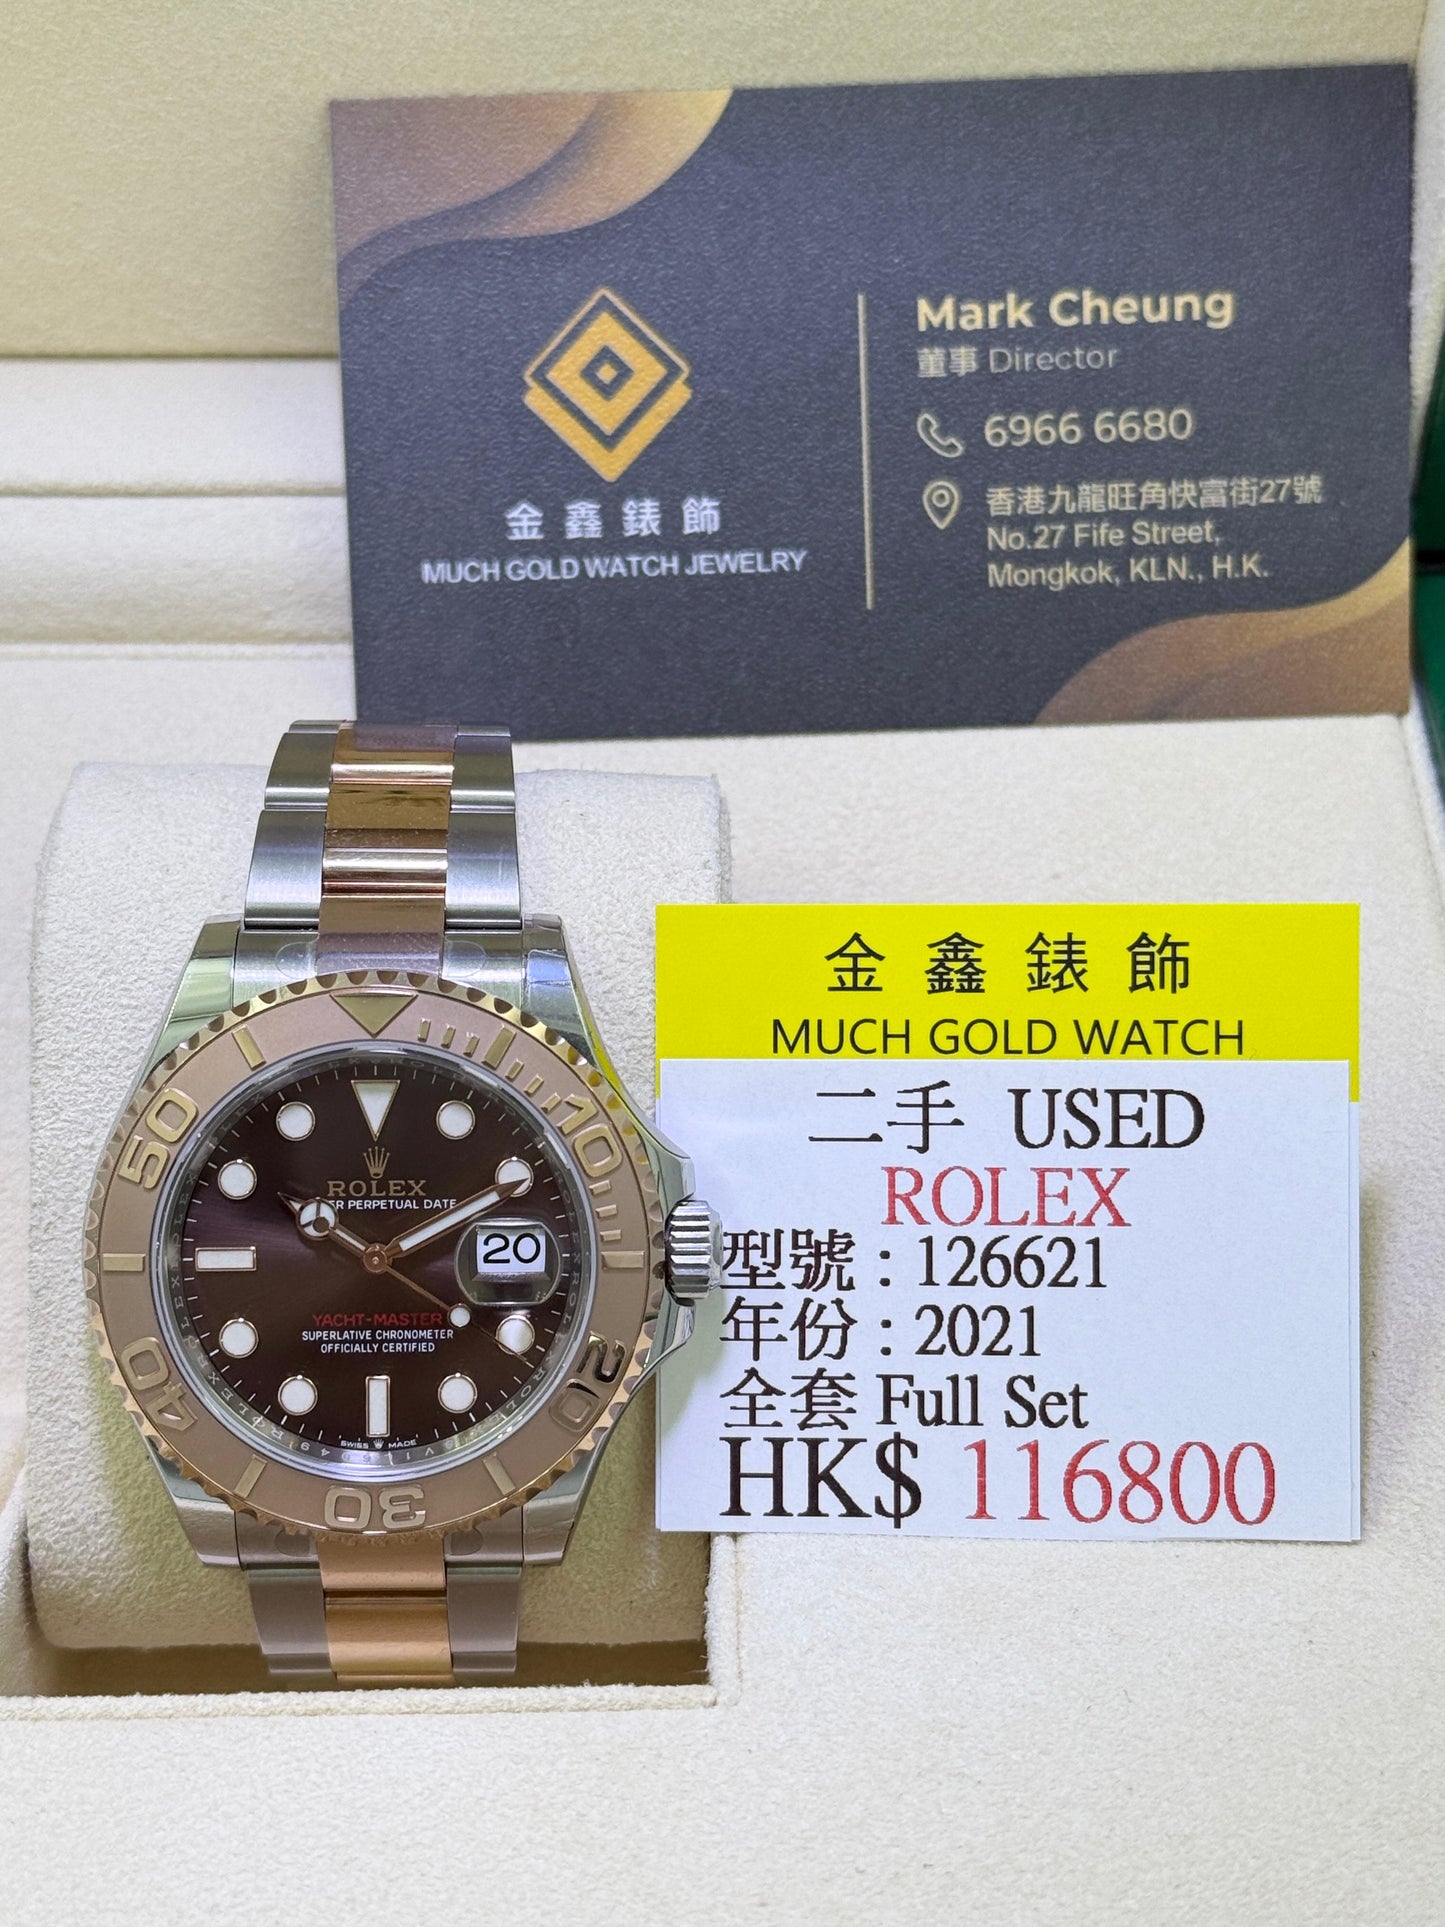 Mark Cheung
董事 Director
6966 6680
香港九龍旺角快富街27號
No.27 Fife Street,
Mongkok, KLN., H.K.
金鑫錶飾
MUCH GOLD WATCH JEWELRY
金鑫錶飾
MUCH GOLD WATCH
二手 USED
ROLEX
型號：126621
年份：2021
全套 Full Set
HK$ 116800
10
20
30
40
50
ROLEX
PERPETUAL DATE
20
YACHT-MASTER
SUPERLATIVE CHRONOMETER
OFFICIALLY CERTIFIED
SWISS MADE